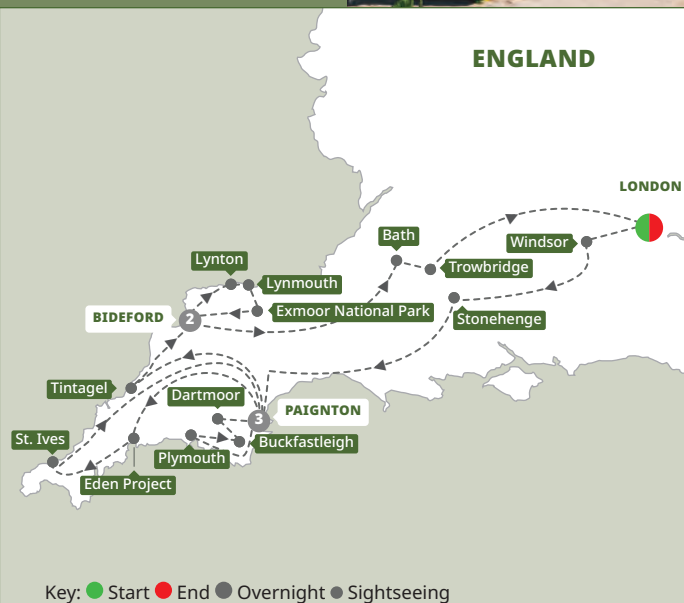 ENGLAND
LONDON
Bath
Windsor
Trowbridge
Lynton
Lynmouth
Exmoor National Park
Stonehenge
BIDEFORD
2
Tintagel
Dartmoor
PAIGNTON
3
St. Ives
Buckfastleigh
Plymouth
Eden Project
Key: Start End Overnight Sightseeing